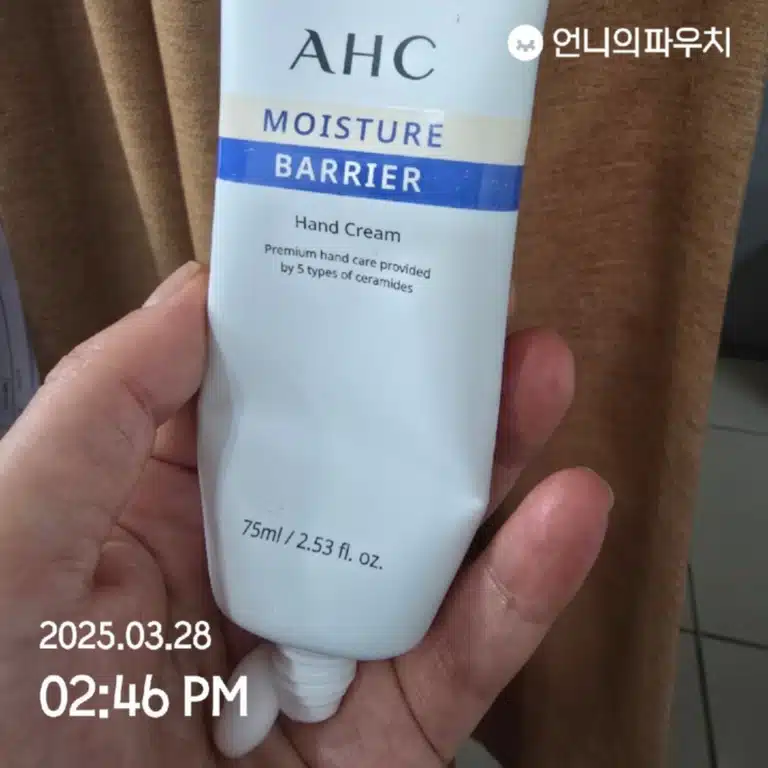 언니의파우치
AHC
MOISTURE
BARRIER
Hand Cream
Premium hand care provided
by 5 types of ceramides
75ml / 2.53 fl. oz.
2025.03.28
02:46 PM